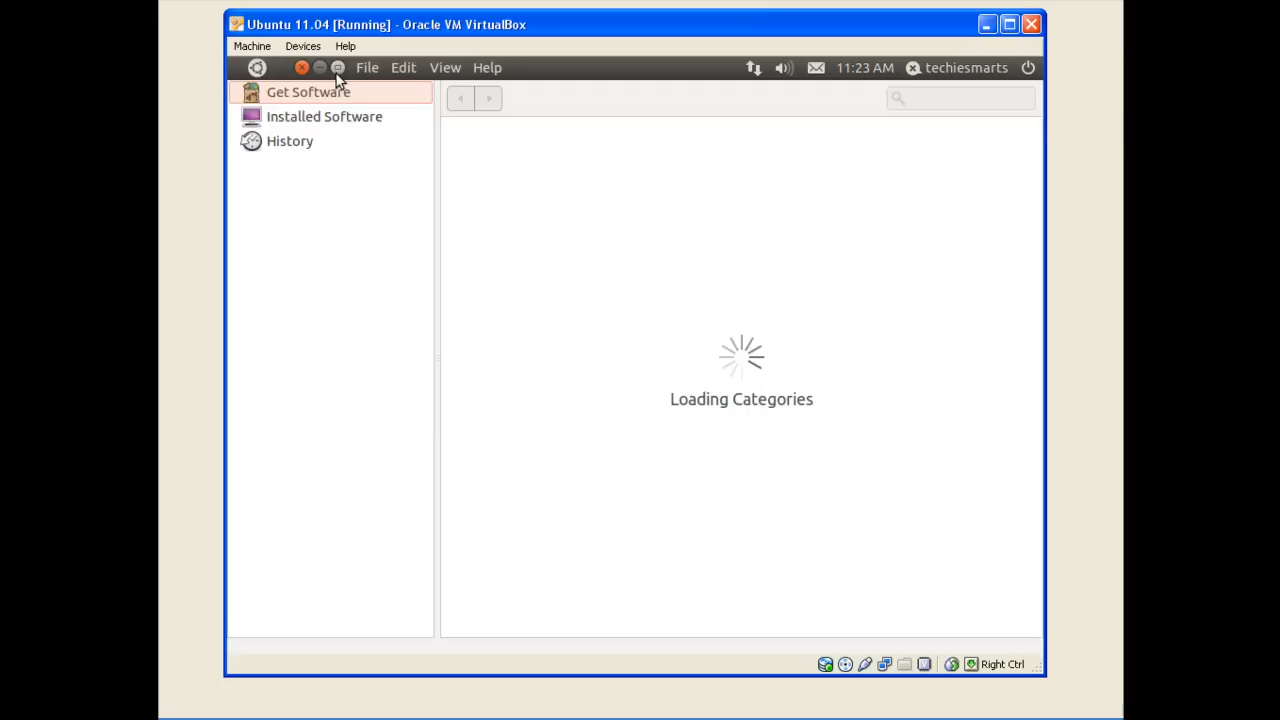 Ubuntu 11.04 [Running] - Oracle VM VirtualBox
Machine Devices Help
File Edit View Help 11:23 AM techiesmarts
Get Software
Installed Software
History
Loading Categories
Right Ctrl